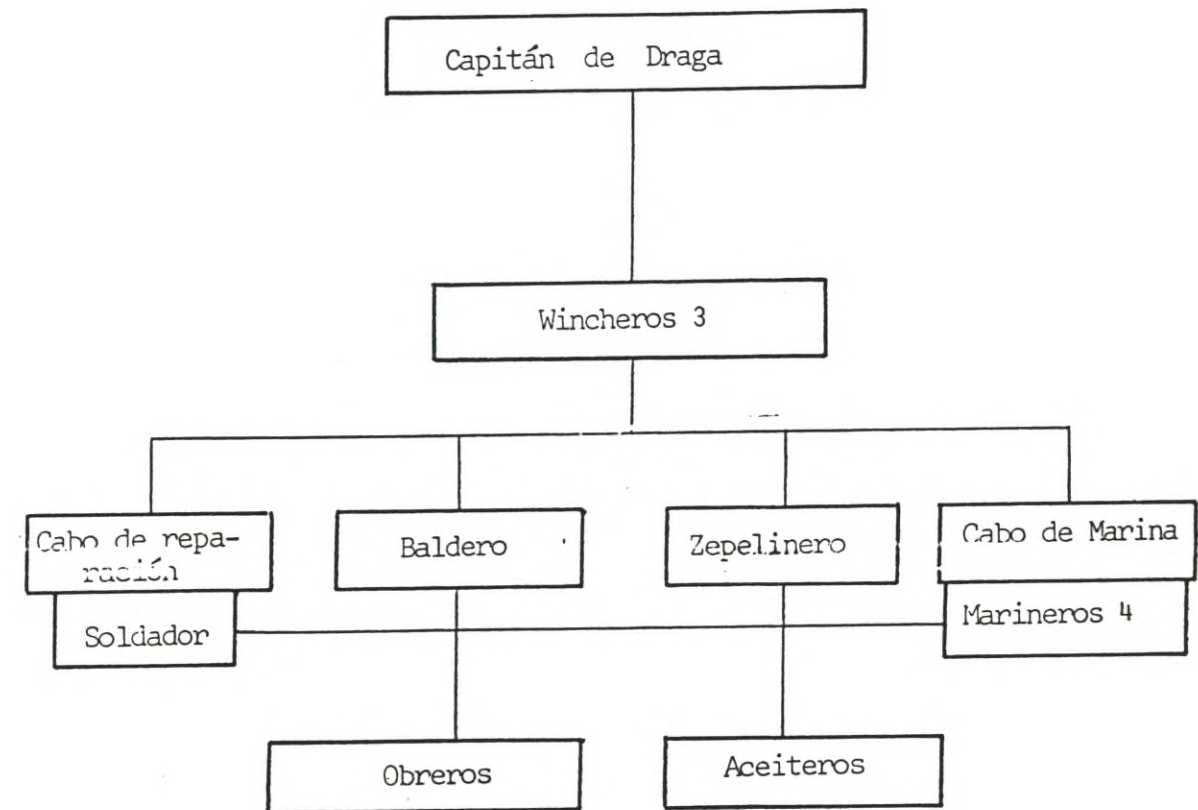 Capitán de Draga
Wincheros 3
Cabo de repa-
ración
Baldero
Zepelinero
Cabo de Marina
Soldador
Marineros 4
Obreros
Aceiteros